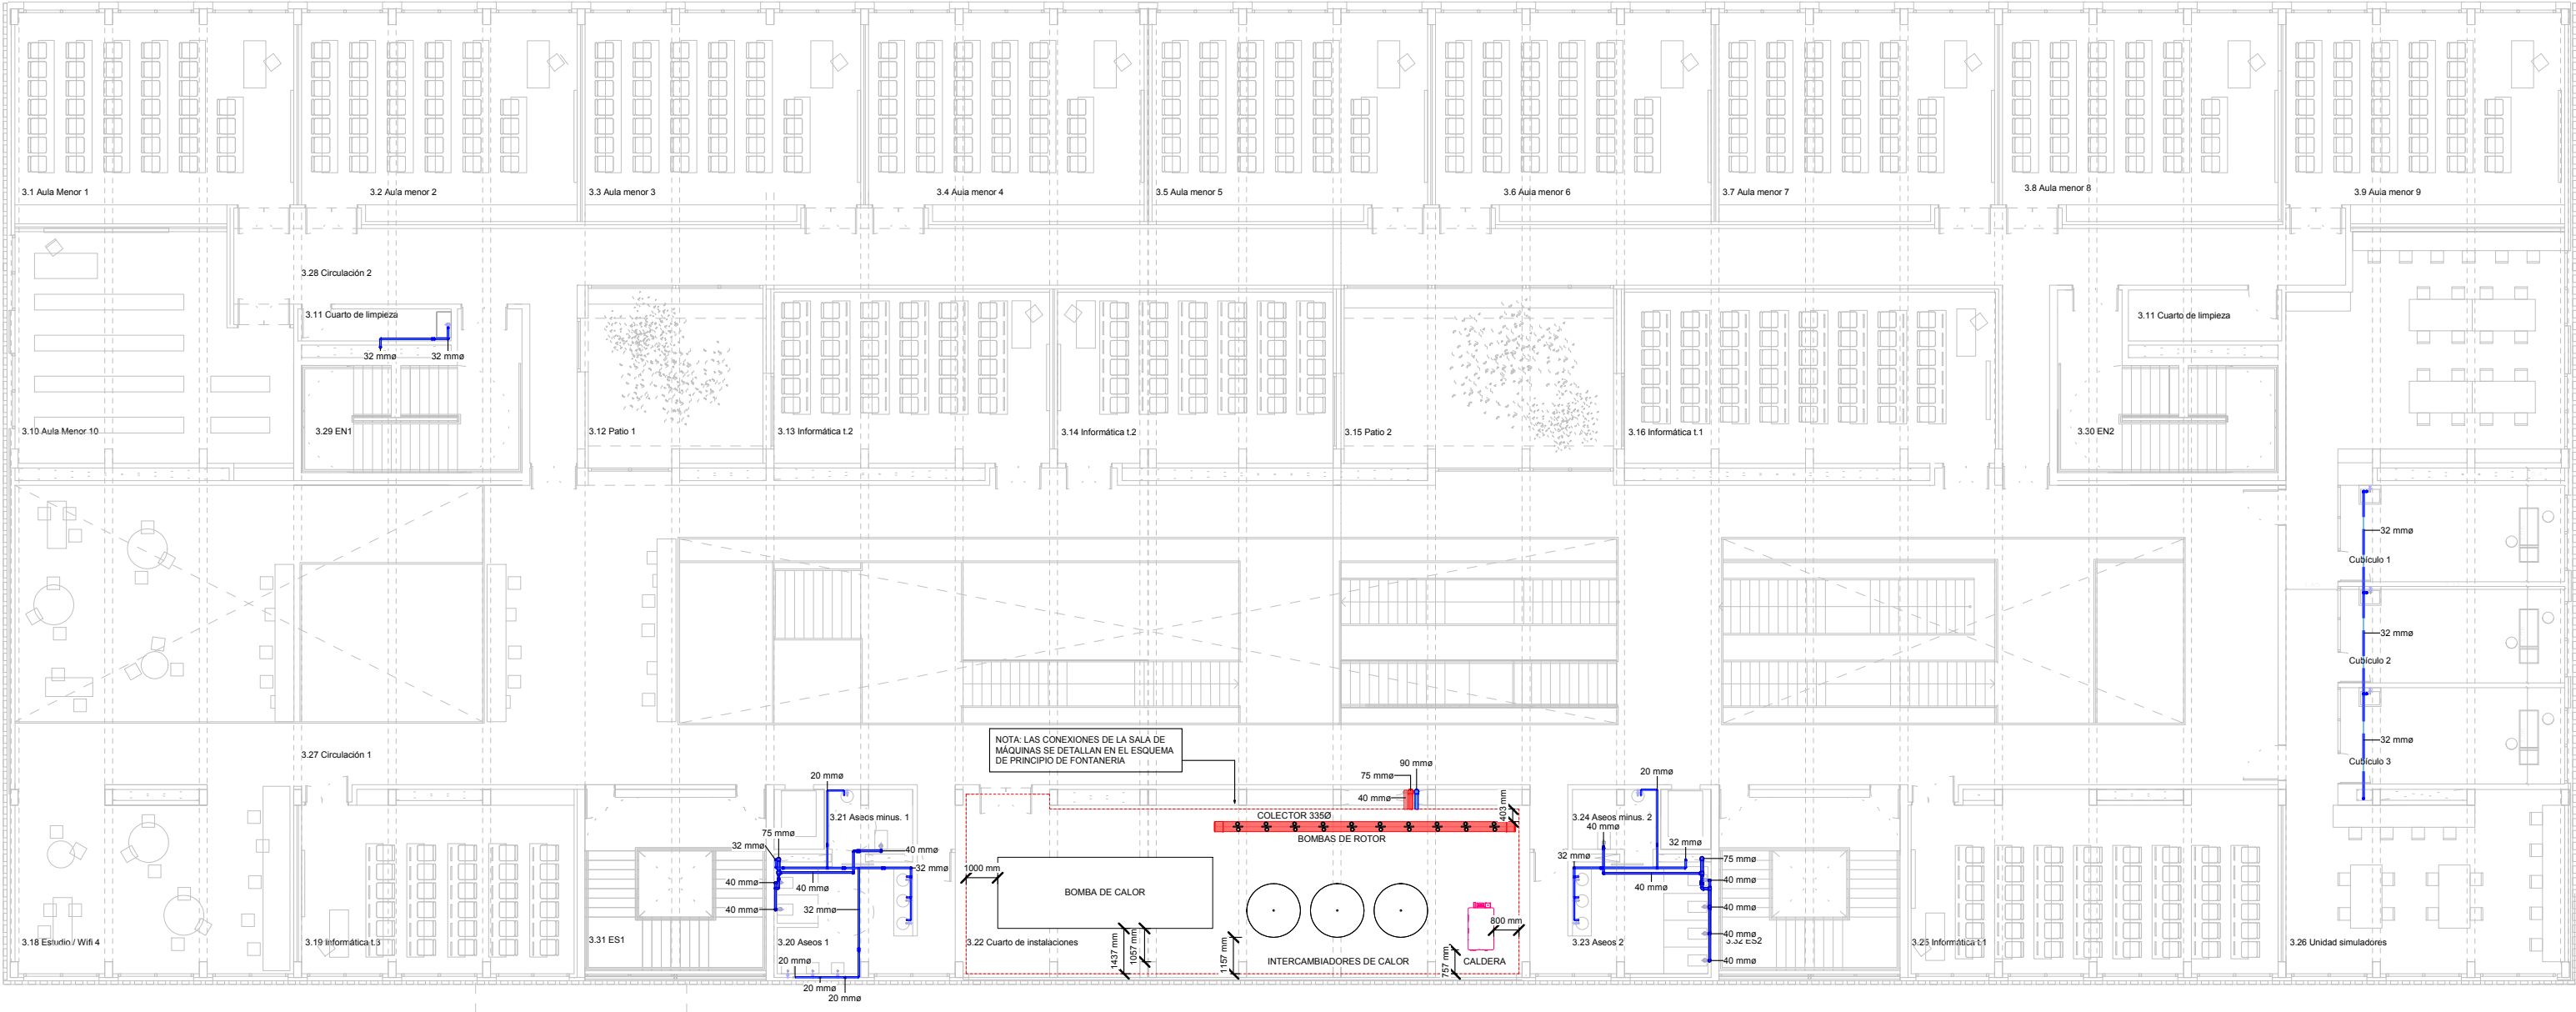 3.1 Aula Menor 1
3.2 Aula menor 2
3.3 Aula menor 3
3.4 Aula menor 4
3.5 Aula menor 5
3.6 Aula menor 6
3.7 Aula menor 7
3.8 Aula menor 8
3.9 Aula menor 9
3.28 Circulación 2
3.11 Cuarto de limpieza
32 mmø
32 mmø
3.11 Cuarto de limpieza
3.10 Aula Menor 10
3.29 EN1
3.12 Patio 1
3.13 Informática t.2
3.14 Informática t.2
3.15 Patio 2
3.16 Informática t.1
3.30 EN2
32 mmø
Cubículo 1
32 mmø
Cubículo 2
32 mmø
Cubículo 3
3.27 Circulación 1
NOTA: LAS CONEXIONES DE LA SALA DE
MÁQUINAS SE DETALLAN EN EL ESQUEMA
DE PRINCIPIO DE FONTANERIA
20 mmø
3.21 Aseos minus. 1
75 mmø
32 mmø
40 mmø
32 mmø
40 mmø
40 mmø
32 mmø
40 mmø
20 mmø
20 mmø
20 mmø
90 mmø
75 mmø
40 mmø
403 mm
COLECTOR 335Ø
BOMBAS DE ROTOR
1000 mm
BOMBA DE CALOR
1437 mm
1057 mm
1157 mm
INTERCAMBIADORES DE CALOR
757 mm
CALDERA
800 mm
20 mmø
3.24 Aseos minus. 2
40 mmø
32 mmø
32 mmø
75 mmø
40 mmø
40 mmø
40 mmø
40 mmø
40 mmø
3.18 Estudio / Wifi 4
3.19 Informática t.3
3.31 ES1
3.20 Aseos 1
3.22 Cuarto de instalaciones
3.23 Aseos 2
3.32 ES2
3.25 Informática t.1
3.26 Unidad simuladores